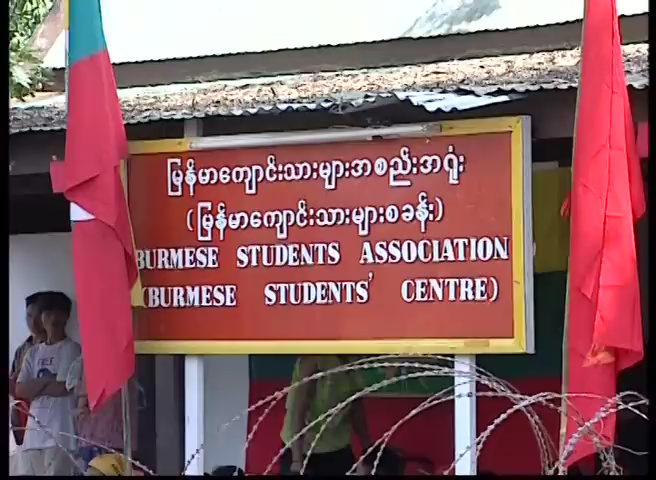 မြန်မာကျောင်းသားများအစည်းအရုံး
(မြန်မာကျောင်းသားများစခန်း)
BURMESE STUDENTS ASSOCIATION
(BURMESE STUDENTS' CENTRE)